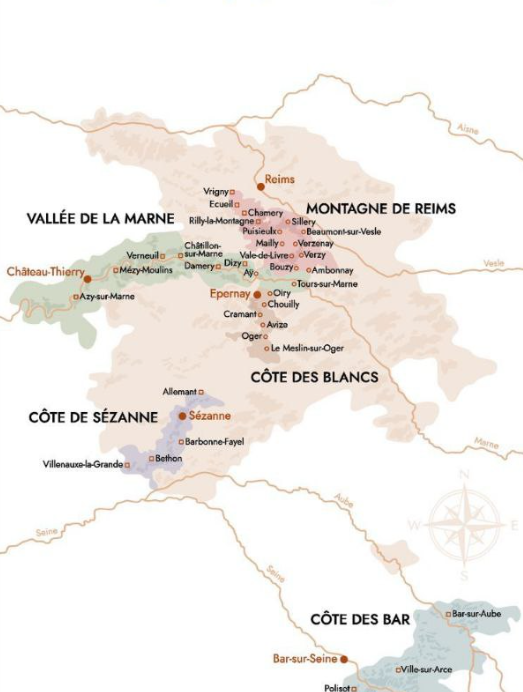 Aisne
Reims
Vrigny
Ecueil
Chamery
MONTAGNE DE REIMS
VALLÉE DE LA MARNE
Rilly-la-Montagne
Sillery
Puisieulx
Beaumont-sur-Vesle
Mailly
Verzenay
Châtillon-
sur-Marne
Verneuil
Vale-de-Livre
Verzy
Vesle
Château-Thierry
Mézy-Moulins
Damery
Dizy
Bouzy
Ambonnay
Aÿ
Tours-sur-Marne
Azy-sur-Marne
Epernay
Oiry
Chouilly
Cramant
Avize
Oger
Le Meslin-sur-Oger
CÔTE DES BLANCS
Allemant
CÔTE DE SÉZANNE
Sézanne
Barbonne-Fayel
Marne
Bethon
Villenauxe-la-Grande
N
Aube
W
E
Seine
S
Seine
CÔTE DES BAR
Bar-sur-Aube
Bar-sur-Seine
Ville-sur-Arce
Polisot